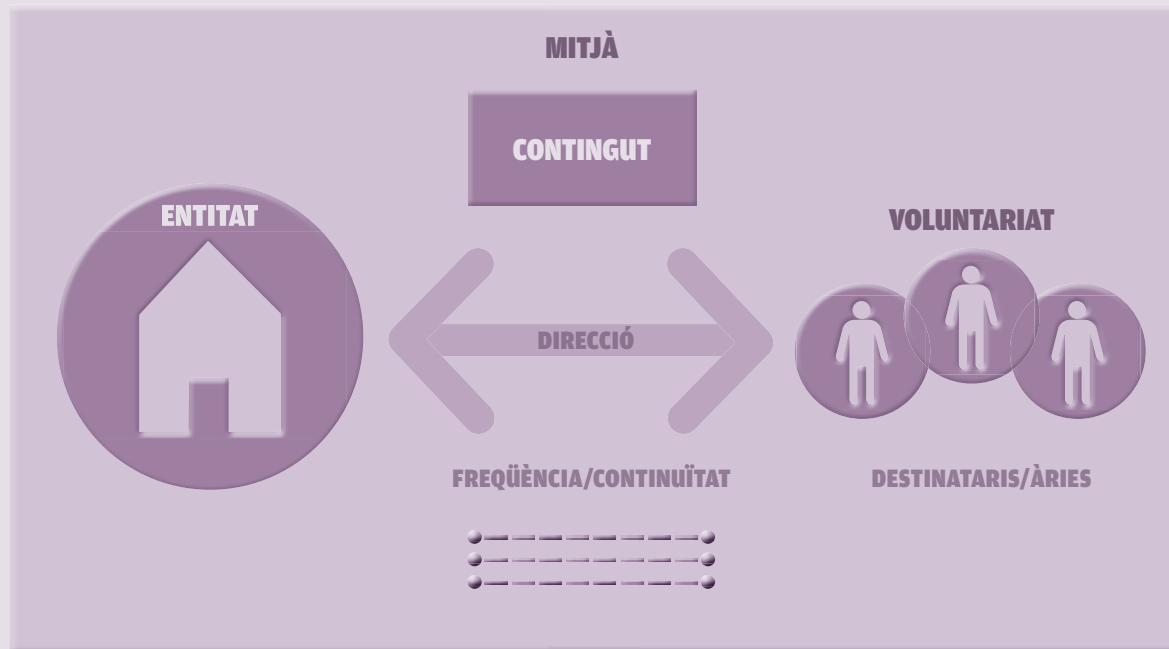 MITJÀ
CONTINGUT
ENTITAT
VOLUNTARIAT
DIRECCIÓ
FREQÜÈNCIA/CONTINUÏTAT
DESTINATARIS/ÀRIES